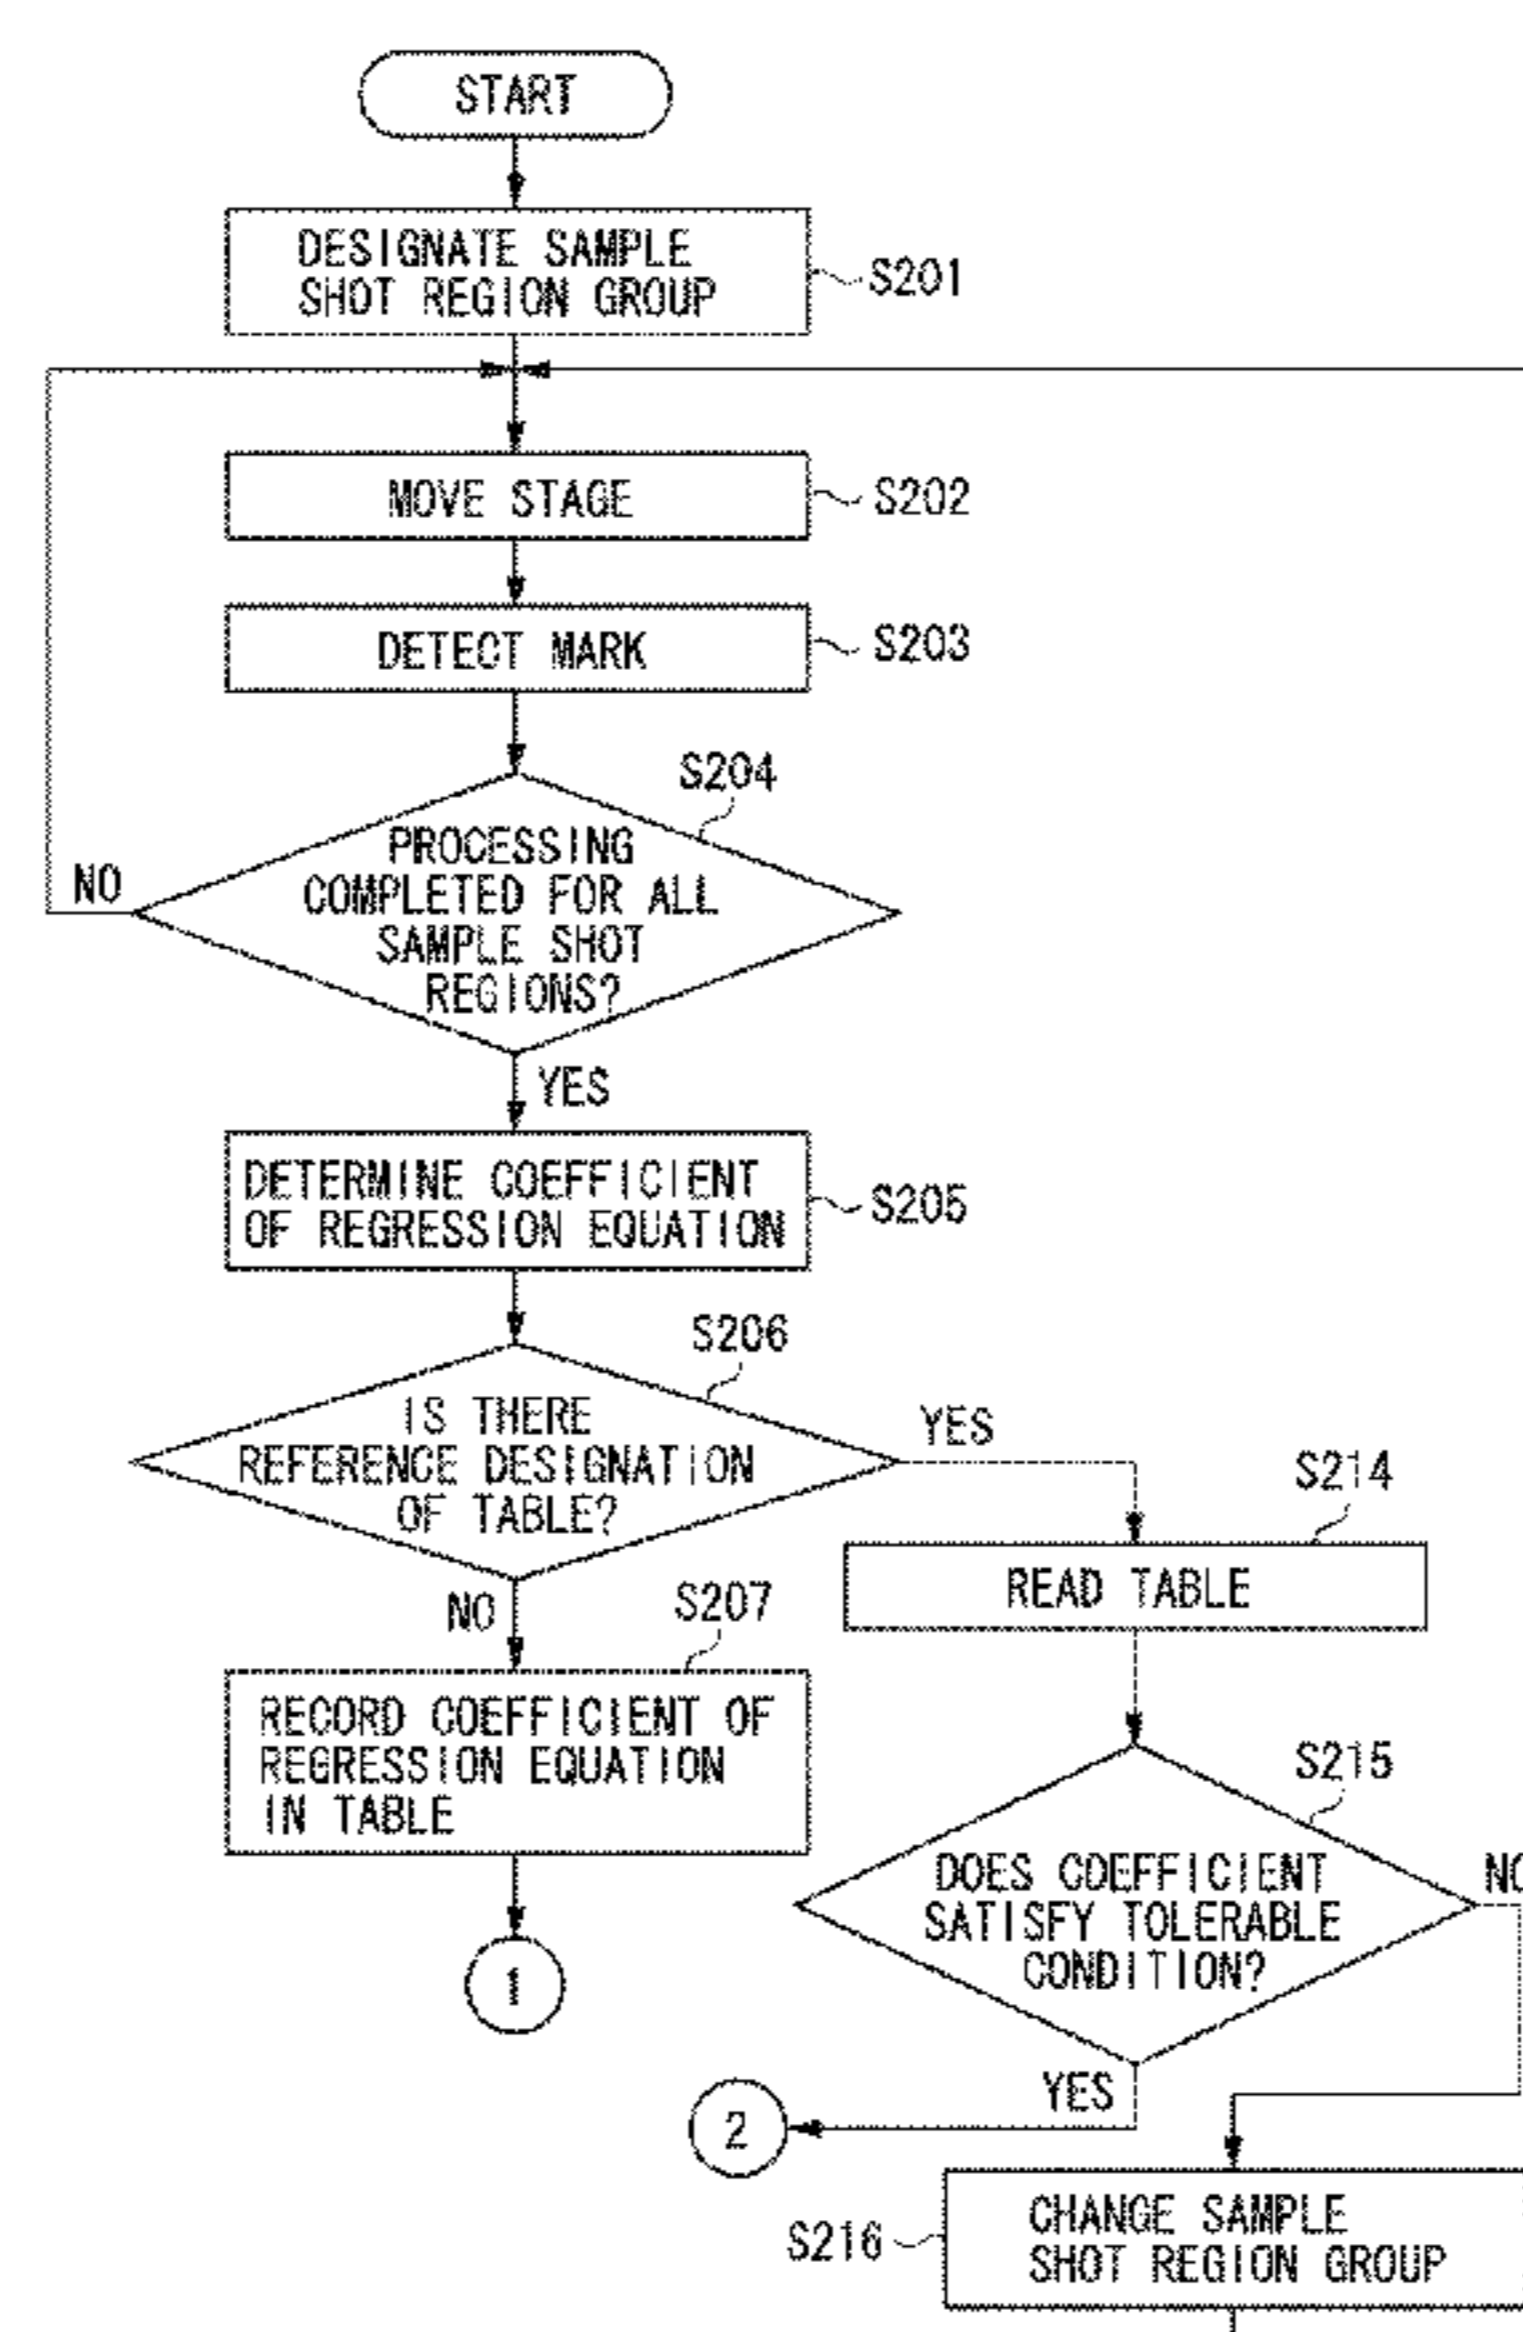 START
DESIGNATE SAMPLE
SHOT REGION GROUP
S201
MOVE STAGE
S202
DETECT MARK
S203
S204
PROCESSING
COMPLETED FOR ALL
SAMPLE SHOT
REGIONS?
NO
YES
DETERMINE COEFFICIENT
OF REGRESSION EQUATION
S205
S206
IS THERE
REFERENCE DESIGNATION
OF TABLE?
YES
NO
S207
RECORD COEFFICIENT OF
REGRESSION EQUATION
IN TABLE
1
S214
READ TABLE
S215
DOES COEFFICIENT
SATISFY TOLERABLE
CONDITION?
NO
YES
2
S216
CHANGE SAMPLE
SHOT REGION GROUP